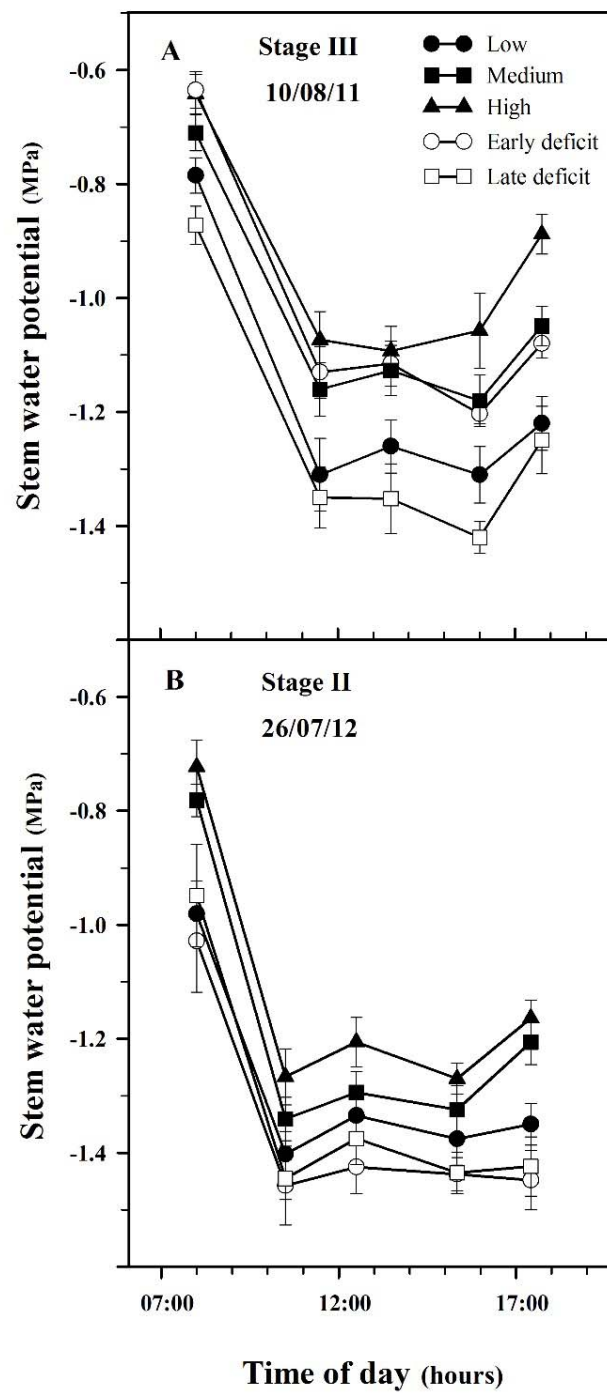 A
Stage III
10/08/11
Low
Medium
High
Early deficit
Late deficit
Stem water potential (MPa)
-0.6
-0.8
-1.0
-1.2
-1.4
B
Stage II
26/07/12
Stem water potential (MPa)
-0.6
-0.8
-1.0
-1.2
-1.4
07:00 12:00 17:00
Time of day (hours)